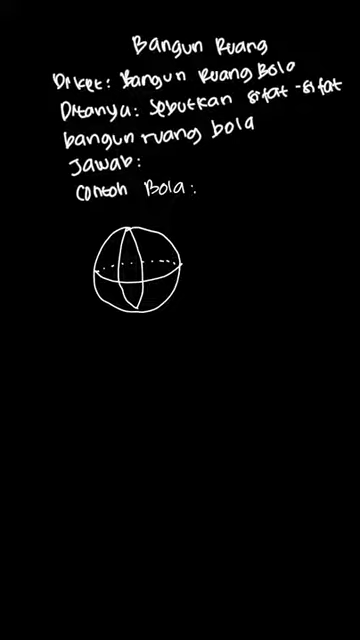 Bangun Ruang
Diket: Bangun Ruang Bola
Ditanya: Sebutkan sifat-sifat
bangun ruang bola
Jawab:
Contoh Bola: